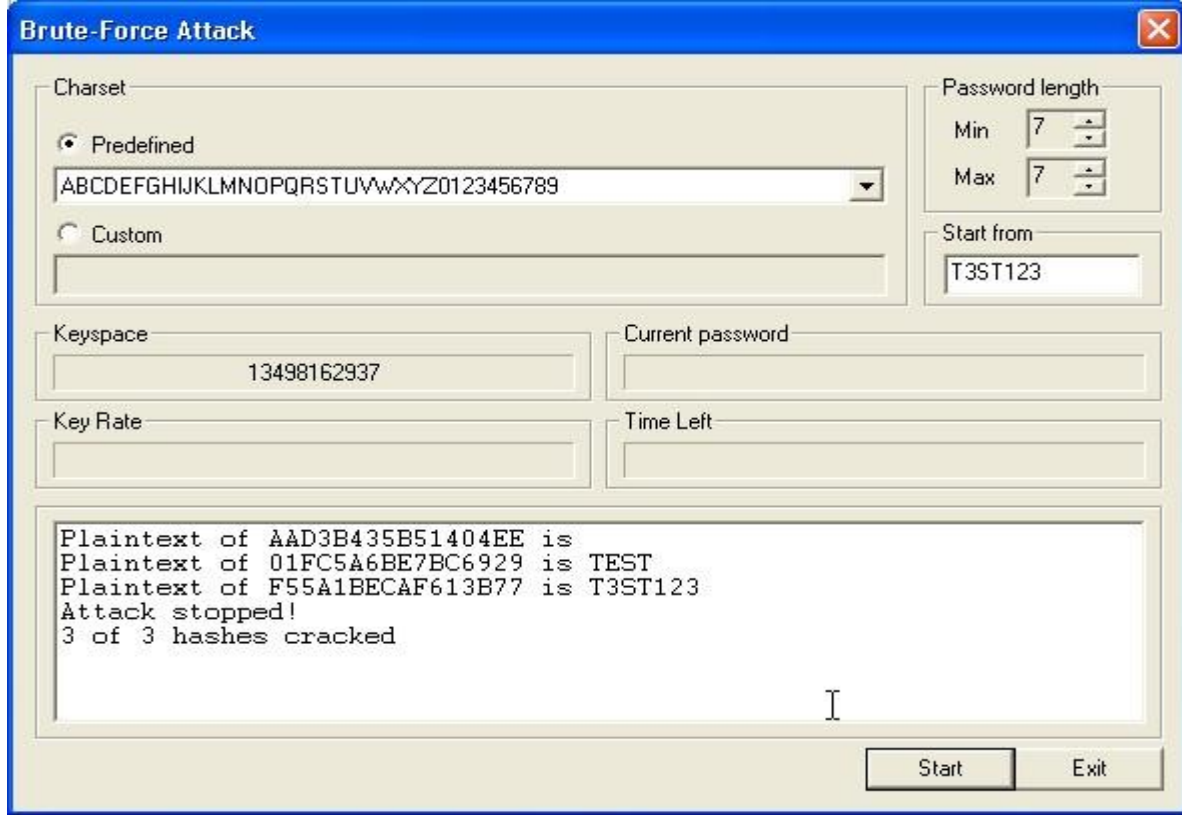 Brute-Force Attack
Charset
Predefined
ABCDEFGHIJKLMNOPQRSTUVWXYZ0123456789
Custom
Password length
Min 7
Max 7
Start from
T3ST123
Keyspace
13498162937
Current password
Key Rate
Time Left
Plaintext of AAD3B435B51404EE is
Plaintext of 01FC5A6BE7BC6929 is TEST
Plaintext of F55A1BECAF613B77 is T3ST123
Attack stopped!
3 of 3 hashes cracked
Start
Exit